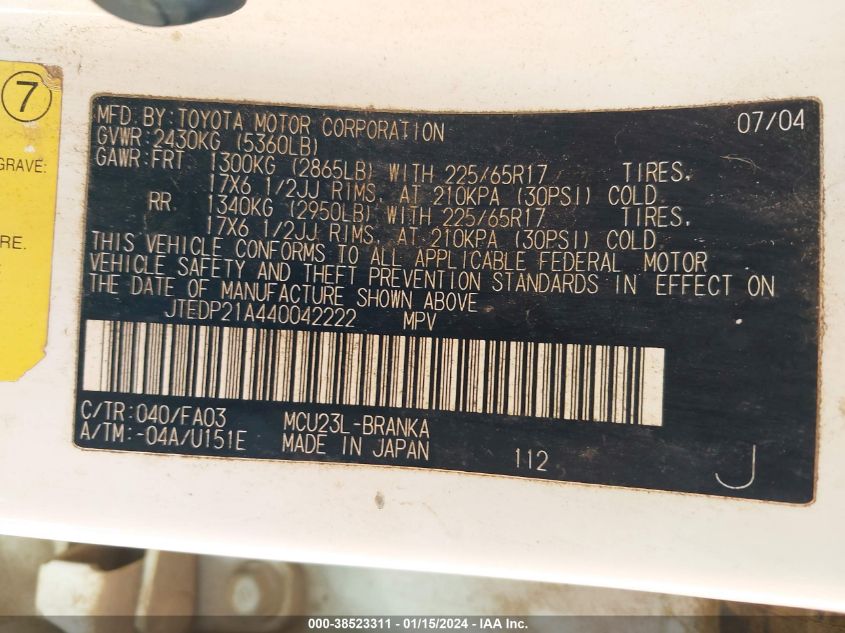 7
GRAVE:
RE.
MFD. BY: TOYOTA MOTOR CORPORATION 07/04
GVWR: 2430KG (5360LB)
GAWR: FRT 1300KG (2865LB) WITH 225/65R17 TIRES,
17X6 1/2JJ RIMS, AT 210KPA (30PSI) COLD.
RR 1340KG (2950LB) WITH 225/65R17 TIRES,
17X6 1/2JJ RIMS, AT 210KPA (30PSI) COLD.
THIS VEHICLE CONFORMS TO ALL APPLICABLE FEDERAL MOTOR
VEHICLE SAFETY AND THEFT PREVENTION STANDARDS IN EFFECT ON
THE DATE OF MANUFACTURE SHOWN ABOVE
JTEDP21A440042222 MPV
C/TR: 040/FA03 MCU23L-BRANKA
A/TM: -04A/U151E MADE IN JAPAN 112 J
000-38523311 - 01/15/2024 - IAA Inc.